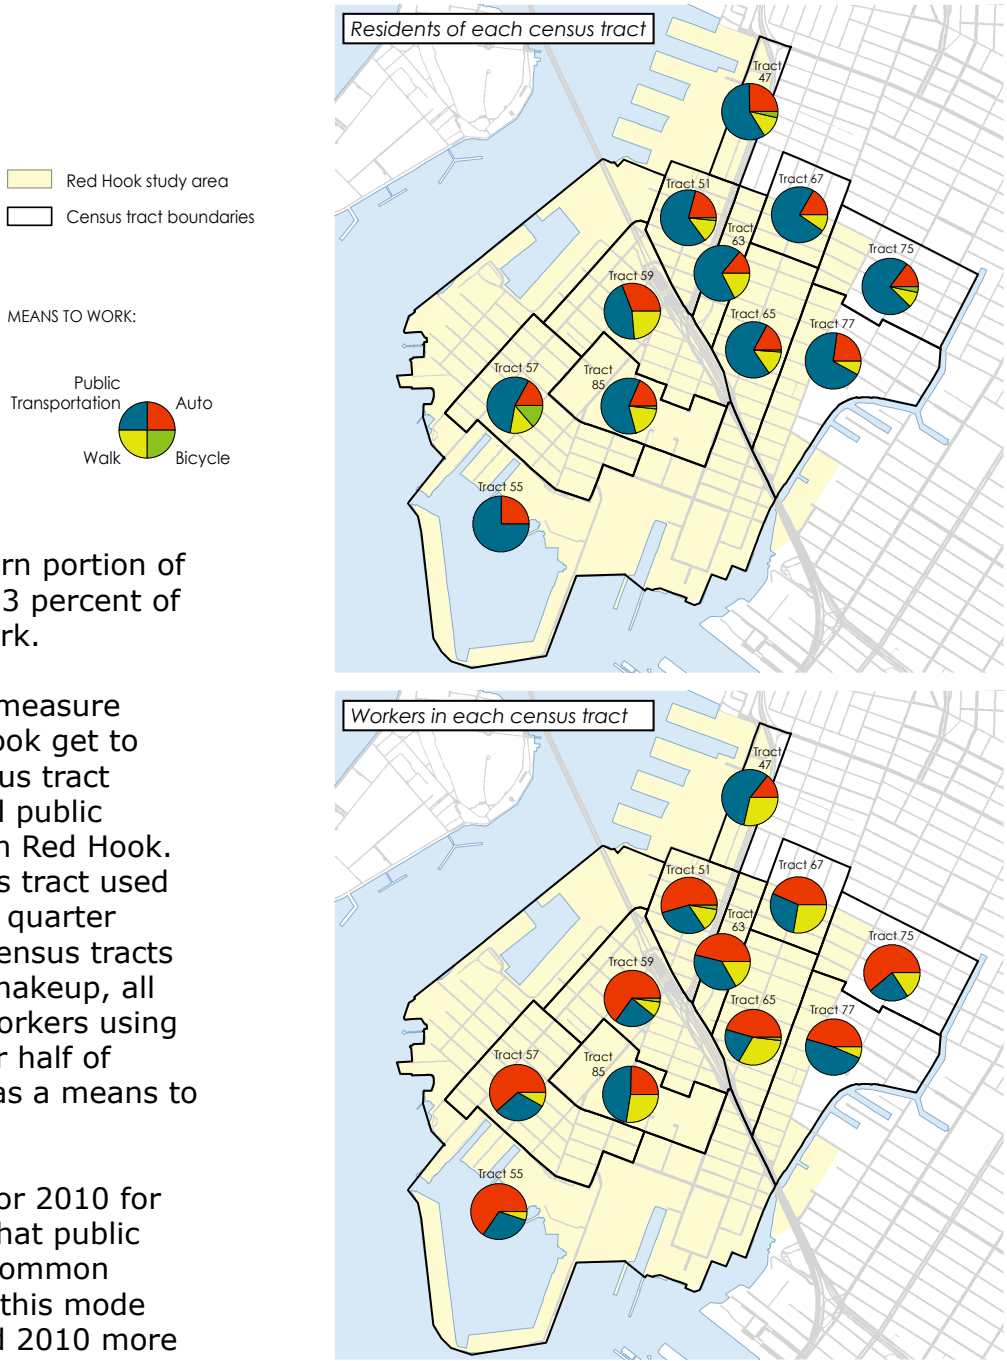 Red Hook study area
Census tract boundaries
MEANS TO WORK:
Public
Transportation
Auto
Walk
Bicycle
rn portion of
3 percent of
rk.
measure
ook get to
us tract
d public
n Red Hook.
s tract used
quarter
ensus tracts
makeup, all
orkers using
r half of
as a means to
or 2010 for
hat public
ommon
this mode
d 2010 more
Residents of each census tract
Tract
47
Tract 51
Tract 67
Tract
63
Tract 75
Tract 59
Tract 65
Tract 77
Tract 57
Tract
85
Tract 55
Workers in each census tract
Tract
47
Tract 51
Tract 67
Tract
63
Tract 75
Tract 59
Tract 65
Tract 77
Tract 57
Tract
85
Tract 55